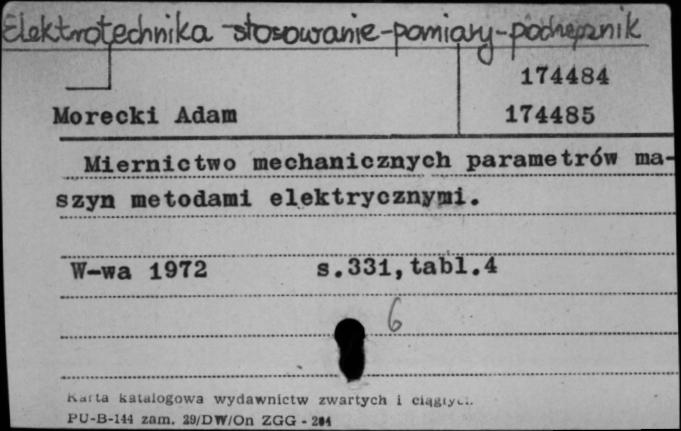 Elektrotechnika stosowanie-pomiary-podręcznik
174484
Morecki Adam 174485
Miernictwo mechanicznych parametrów ma-
szyn metodami elektrycznymi.
W-wa 1972 s.331,tabl.4
6
Karta katalogowa wydawnictw zwartych i ciągłych.
PU-B-144 zam. 29/DW/On ZGG - 204